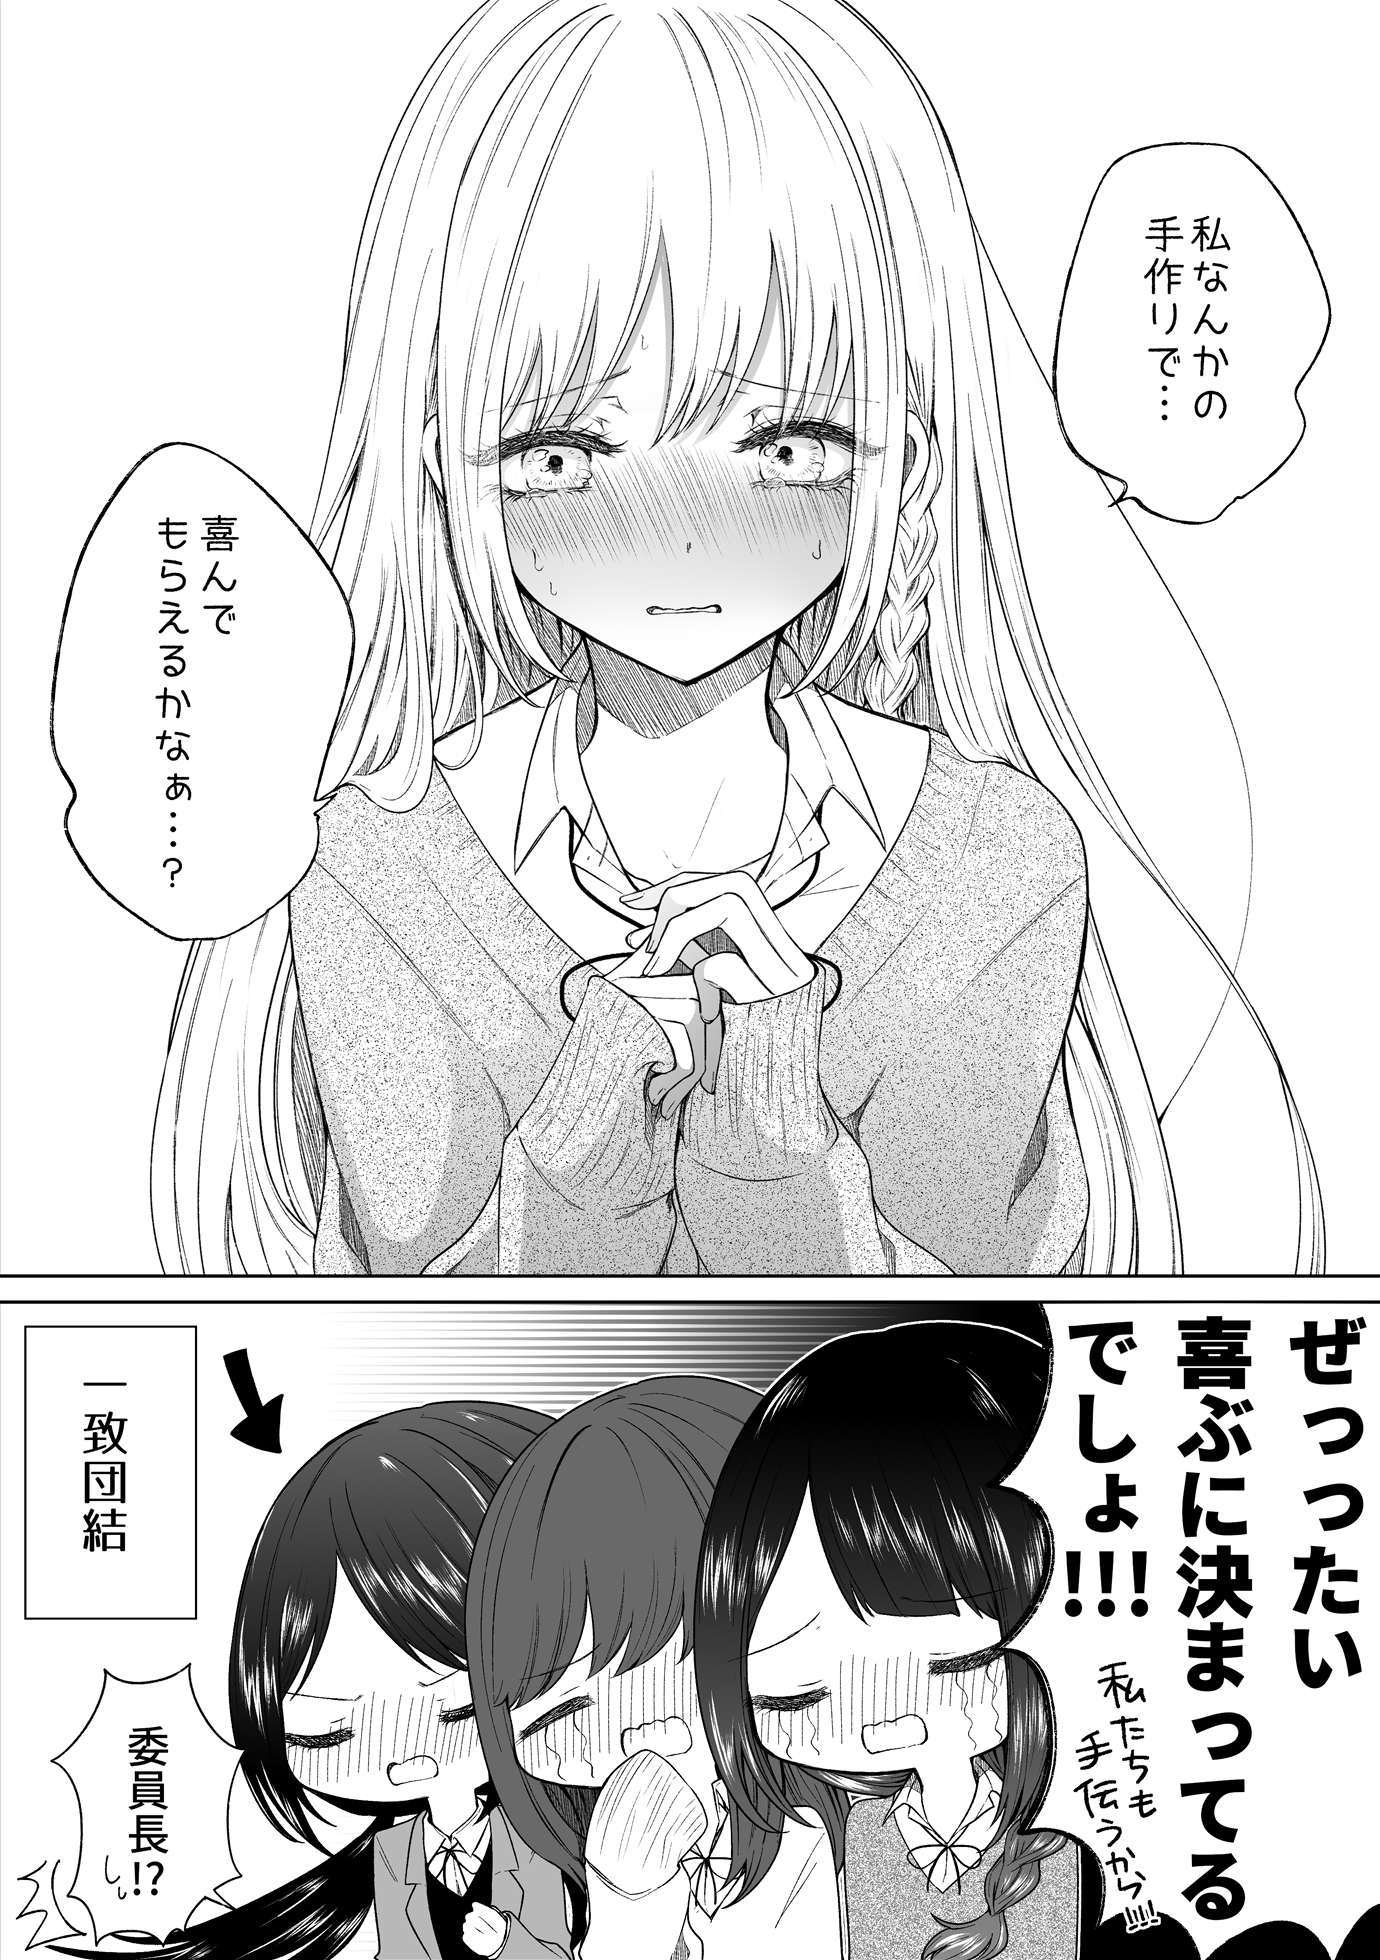 私なんかの
手作りで…
喜んで
もらえるかなぁ…?
ぜっったい
喜ぶに決まってる
でしょ!!!
私たちも
手伝うから!!!!
一致団結
委員長!?